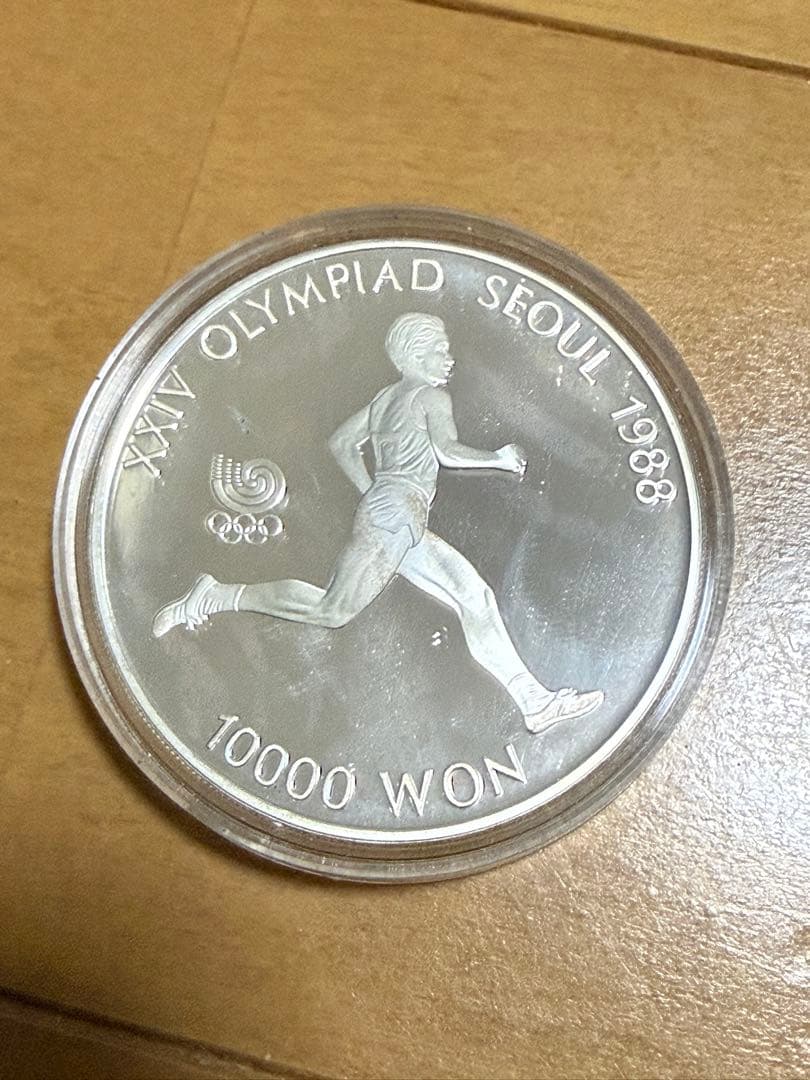 XXIV OLYMPIAD SEOUL 1988
10000 WON